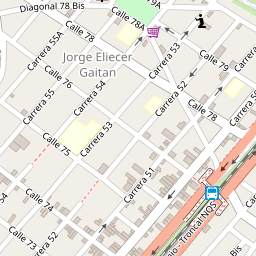 Diagonal 78 Bis
Calle 78A
Calle 78
Carrera 55A
Carrera 53
Jorge Eliecer
Gaitan
Calle 79
Calle 76
Carrera 54
Carrera 55
Carrera 52
Calle 78
Carrera 50
Carrera 53
Calle 75
Carrera 51
Calle 74
Troncal NQS
Calle 73
Bis